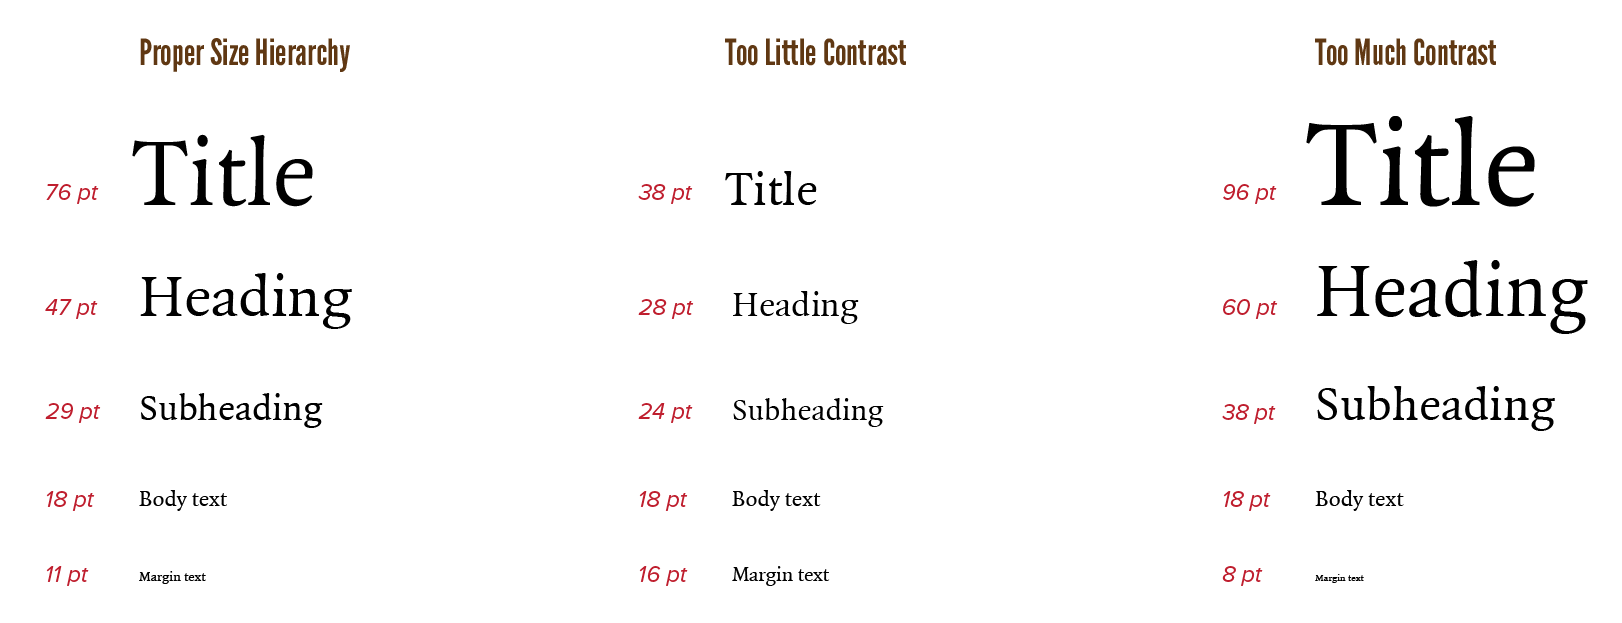 Proper Size Hierarchy
76 pt Title
47 pt Heading
29 pt Subheading
18 pt Body text
11 pt Margin text
Too Little Contrast
38 pt Title
28 pt Heading
24 pt Subheading
18 pt Body text
16 pt Margin text
Too Much Contrast
96 pt Title
60 pt Heading
38 pt Subheading
18 pt Body text
8 pt Margin text